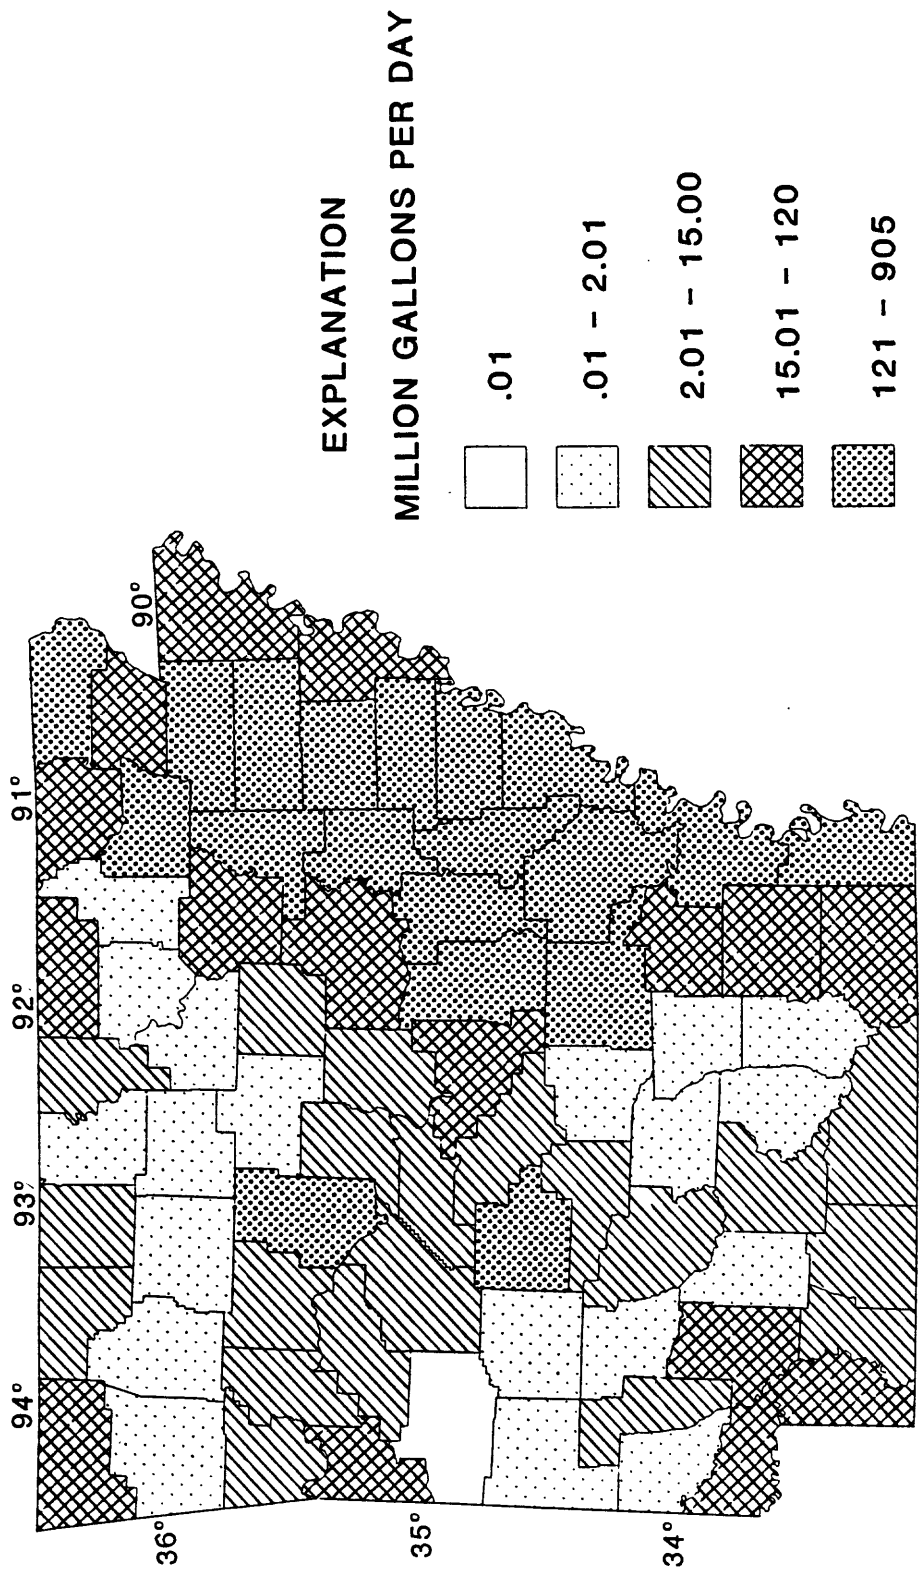 94°
93°
92°
91°
90°
36°
35°
34°
EXPLANATION
MILLION GALLONS PER DAY
.01
.01 – 2.01
2.01 – 15.00
15.01 – 120
121 – 905